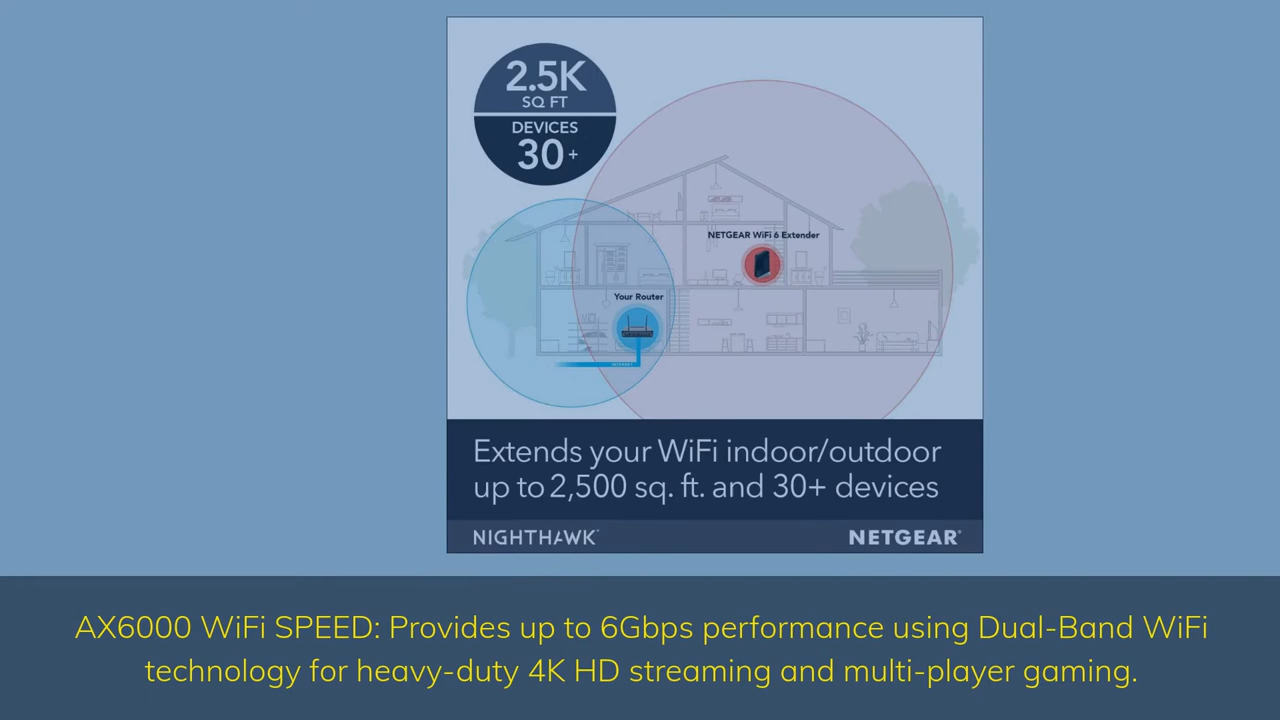 2.5K
SQ FT
DEVICES
30+
NETGEAR WiFi 6 Extender
Your Router
INTERNET
Extends your WiFi indoor/outdoor
up to 2,500 sq. ft. and 30+ devices
NIGHTHAWK™ NETGEAR®
AX6000 WiFi SPEED: Provides up to 6Gbps performance using Dual-Band WiFi
technology for heavy-duty 4K HD streaming and multi-player gaming.